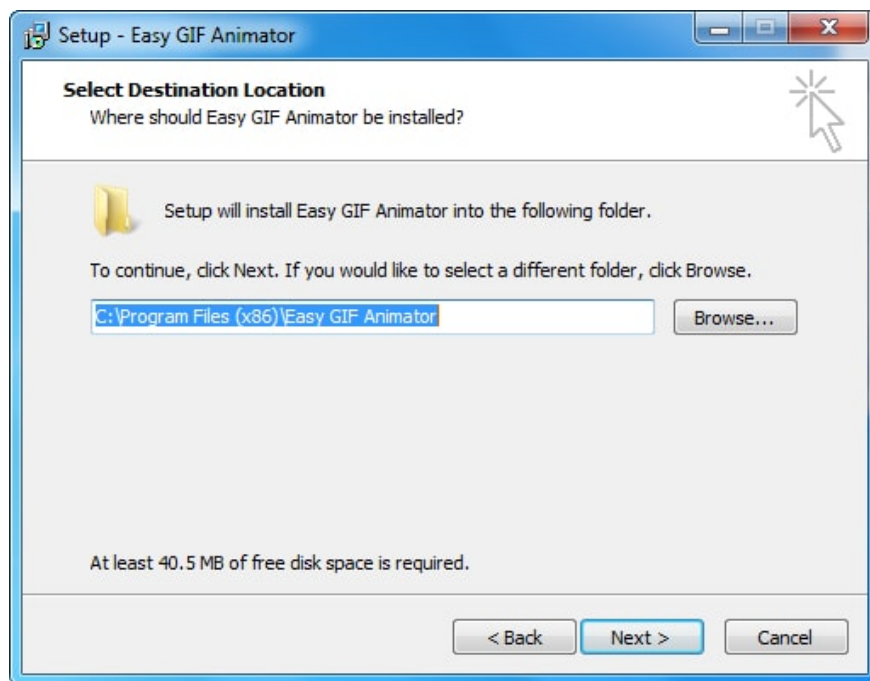 Setup - Easy GIF Animator
Select Destination Location
Where should Easy GIF Animator be installed?
Setup will install Easy GIF Animator into the following folder.
To continue, click Next. If you would like to select a different folder, click Browse.
C:\Program Files (x86)\Easy GIF Animator
Browse...
At least 40.5 MB of free disk space is required.
< Back
Next >
Cancel